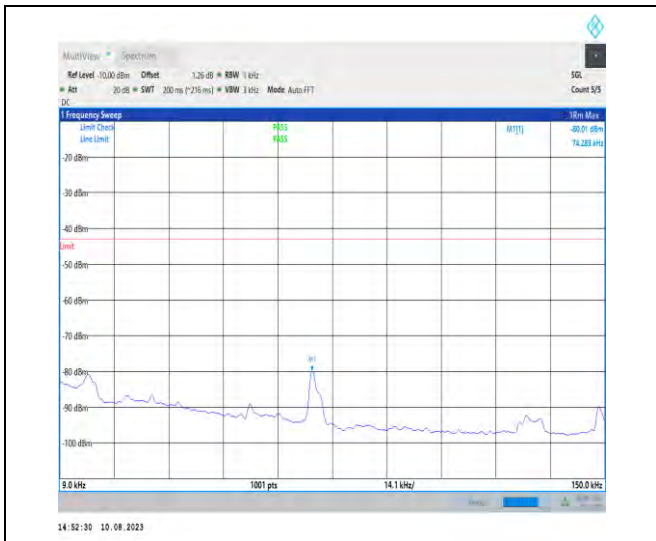 MultiView Spectrum
Ref Level -10.00 dBm Offset 1.26 dB RBW 1 kHz SGL
Att 20 dB SWT 200 ms (~216 ms) VBW 3 kHz Mode Auto FFT Count 5/5
DC
1 Frequency Sweep 1Rm Max
Limit Check PASS M1[1] -80.01 dBm
Line Limit PASS 74.283 kHz
-20 dBm
-30 dBm
-40 dBm
Limit
-50 dBm
-60 dBm
-70 dBm
M1
-80 dBm
-90 dBm
-100 dBm
9.0 kHz 1001 pts 14.1 kHz/ 150.0 kHz
14:52:30 10.08.2023